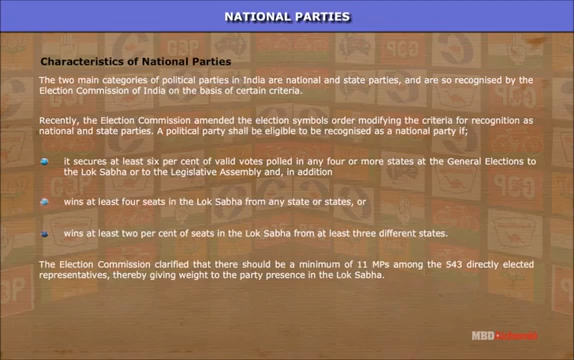 NATIONAL PARTIES
Characteristics of National Parties
The two main categories of political parties in India are national and state parties, and are so recognised by the
Election Commission of India on the basis of certain criteria.
Recently, the Election Commission amended the election symbols order modifying the criteria for recognition as
national and state parties. A political party shall be eligible to be recognised as a national party if;
it secures at least six per cent of valid votes polled in any four or more states at the General Elections to
the Lok Sabha or to the Legislative Assembly and, in addition
wins at least four seats in the Lok Sabha from any state or states, or
wins at least two per cent of seats in the Lok Sabha from at least three different states.
The Election Commission clarified that there should be a minimum of 11 MPs among the 543 directly elected
representatives, thereby giving weight to the party presence in the Lok Sabha.
MBD